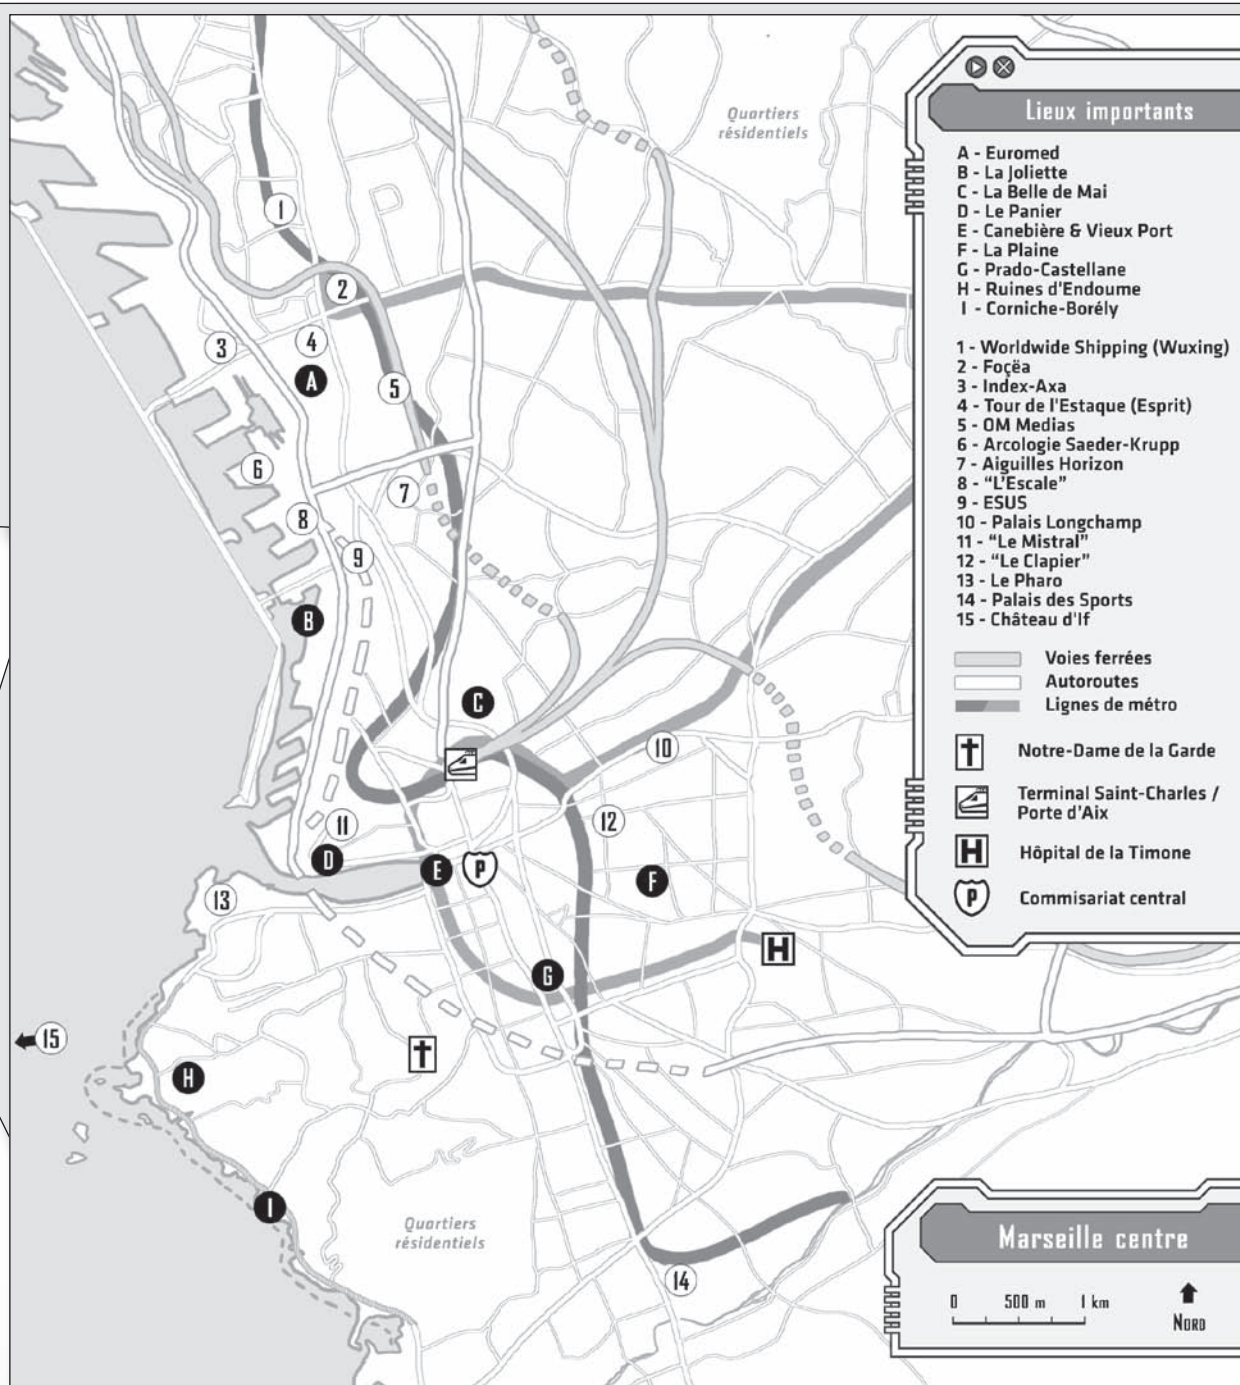 Quartiers
résidentiels
Lieux importants
A - Euromed
B - La Joliette
C - La Belle de Mai
D - Le Panier
E - Canebière & Vieux Port
F - La Plaine
G - Prado-Castellane
H - Ruines d'Endoume
I - Corniche-Borély
1 - Worldwide Shipping (Wuxing)
2 - Foçëa
3 - Index-Axa
4 - Tour de l'Estaque (Esprit)
5 - OM Medias
6 - Arcologie Saeder-Krupp
7 - Aiguilles Horizon
8 - “L'Escale”
9 - ESUS
10 - Palais Longchamp
11 - “Le Mistral”
12 - “Le Clapier”
13 - Le Pharo
14 - Palais des Sports
15 - Château d'If
Voies ferrées
Autoroutes
Lignes de métro
Notre-Dame de la Garde
Terminal Saint-Charles /
Porte d'Aix
H Hôpital de la Timone
P Commisariat central
1
2
4
3
A
5
6
7
8
9
B
C
10
11
12
D
E
P
F
13
H
G
15
H
I
Quartiers
résidentiels
14
Marseille centre
0 500 m 1 km
Nord